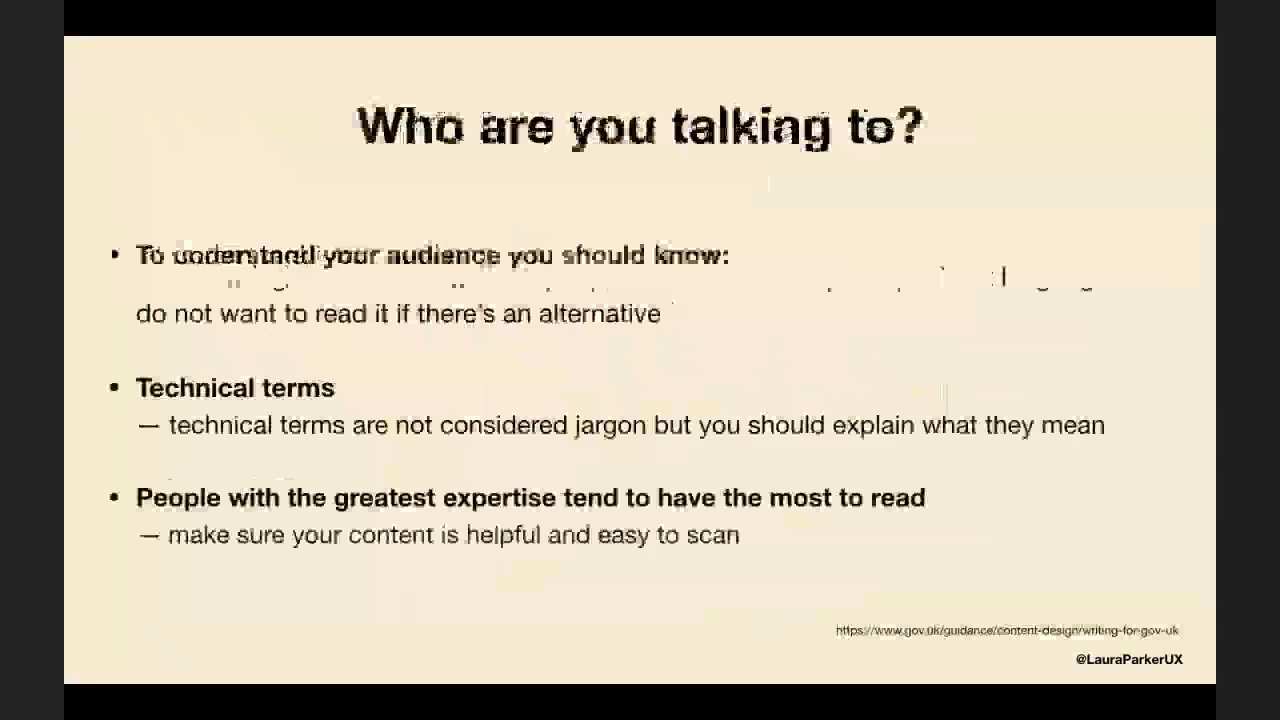 Who are you talking to?
• To understand your audience you should know:
do not want to read it if there's an alternative
• Technical terms
— technical terms are not considered jargon but you should explain what they mean
• People with the greatest expertise tend to have the most to read
— make sure your content is helpful and easy to scan
https://www.gov.uk/guidance/content-design/writing-for-gov-uk
@LauraParkerUX